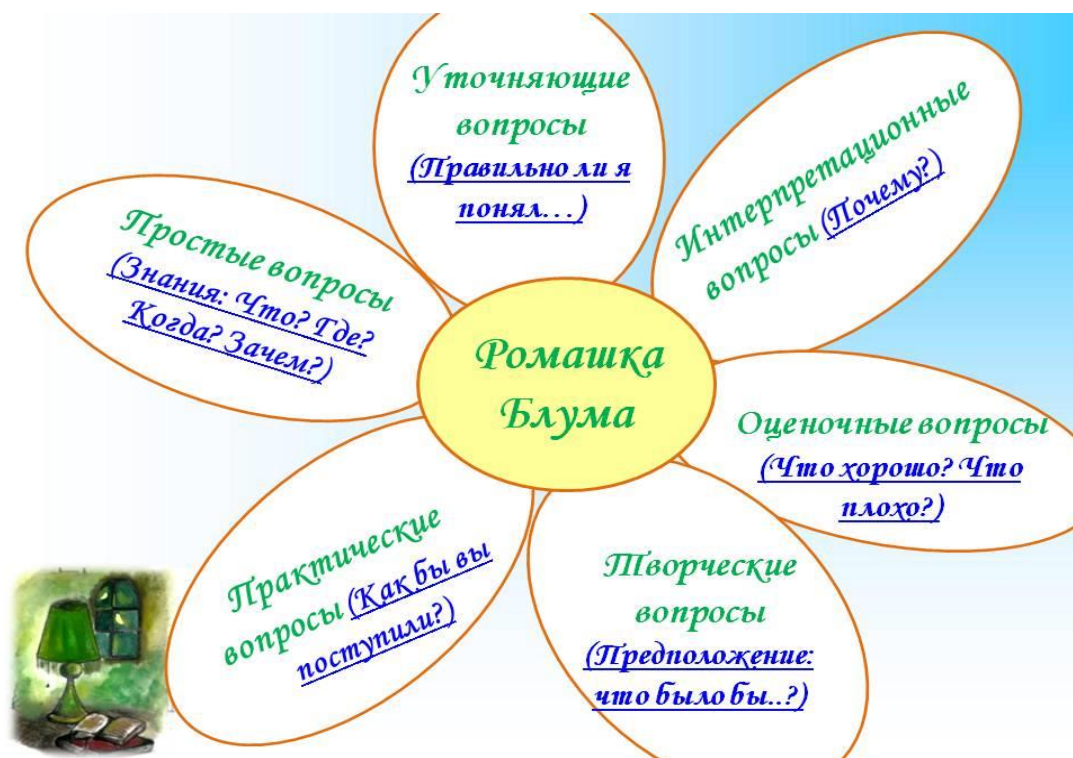 Уточняющие
вопросы
(Правильно ли я
понял…)
Интерпретационные
вопросы (Почему?)
Простые вопросы
(Знания: Что? Где?
Когда? Зачем?)
Ромашка
Блума
Оценочные вопросы
(Что хорошо? Что
плохо?)
Практические
вопросы (Как бы вы
поступили?)
Творческие
вопросы
(Предположение:
что было бы..?)